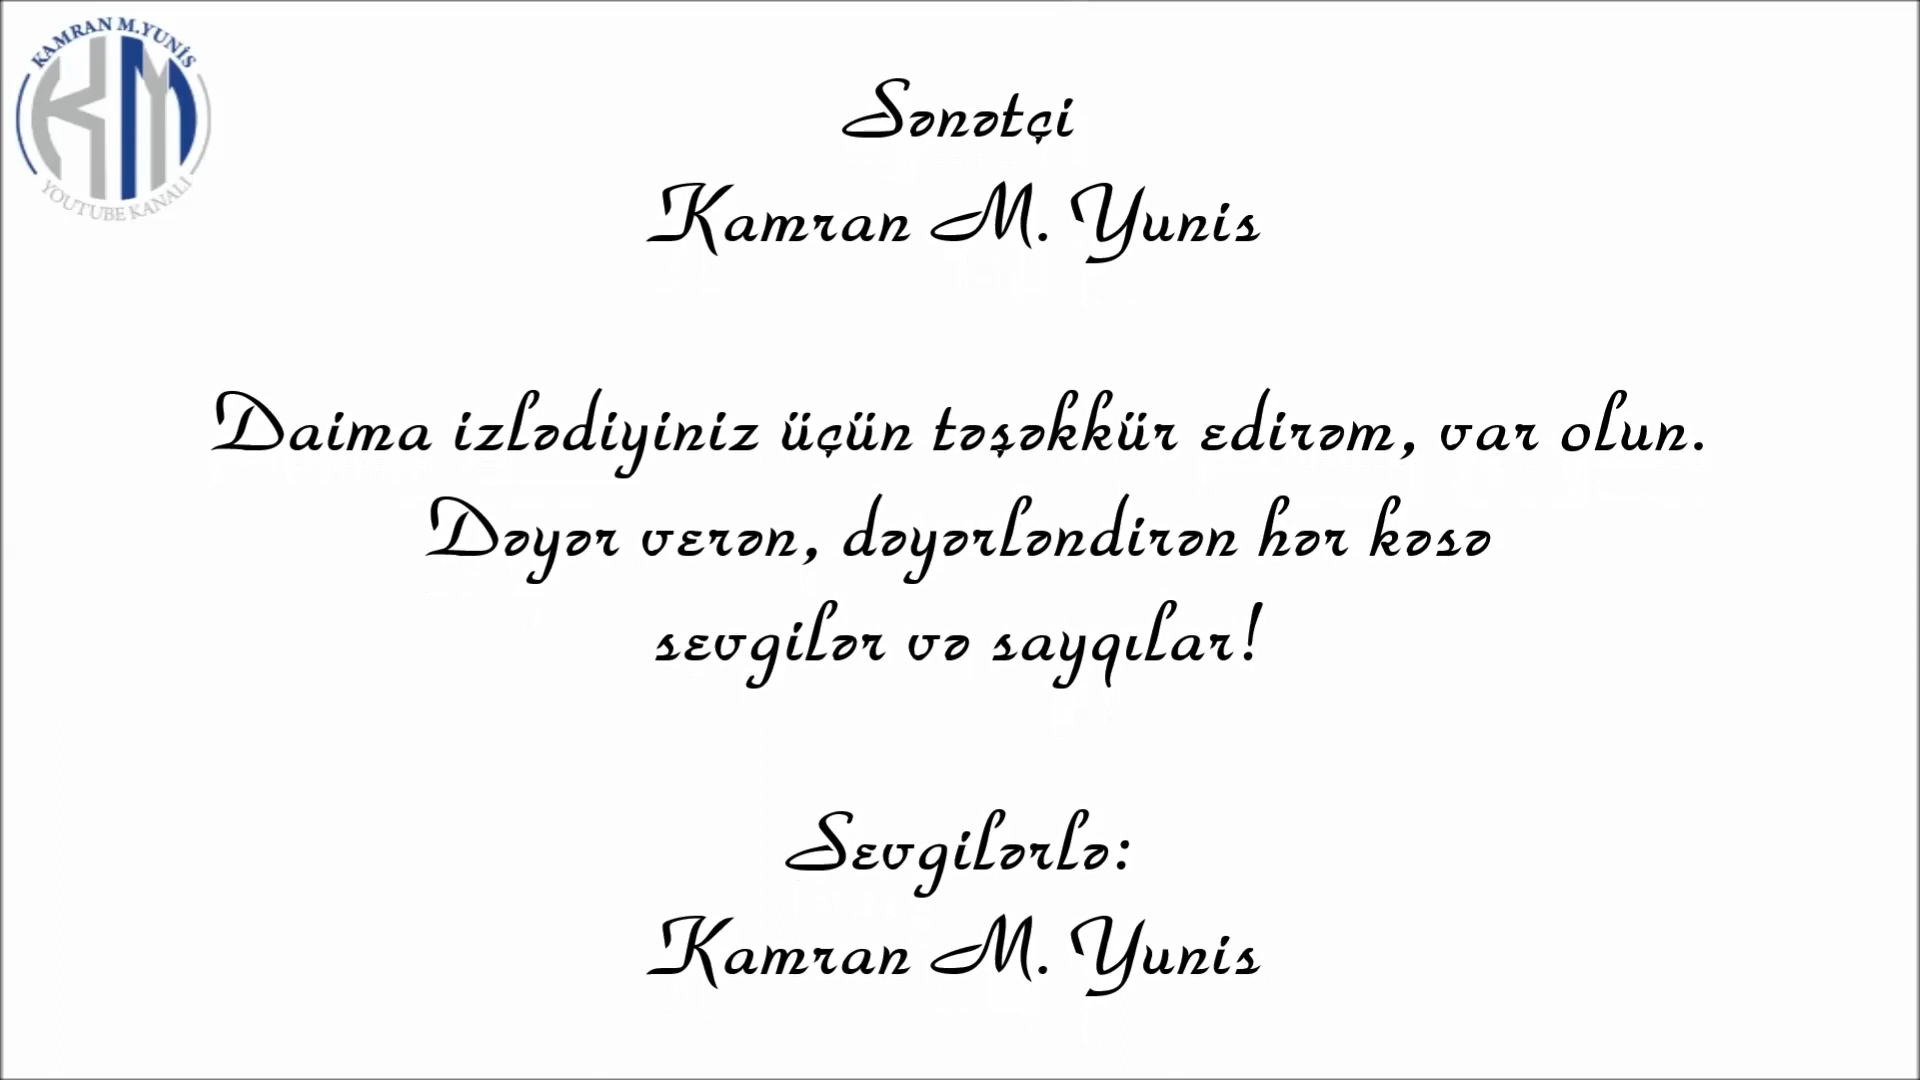 KAMRAN M.YUNİS
KM
YOUTUBE KANALI
Sənətçi
Kamran M. Yunis
Daima izlədiyiniz üçün təşəkkür edirəm, var olun.
Dəyər verən, dəyərləndirən hər kəsə
sevgilər və sayqılar!
Sevgilərlə:
Kamran M. Yunis